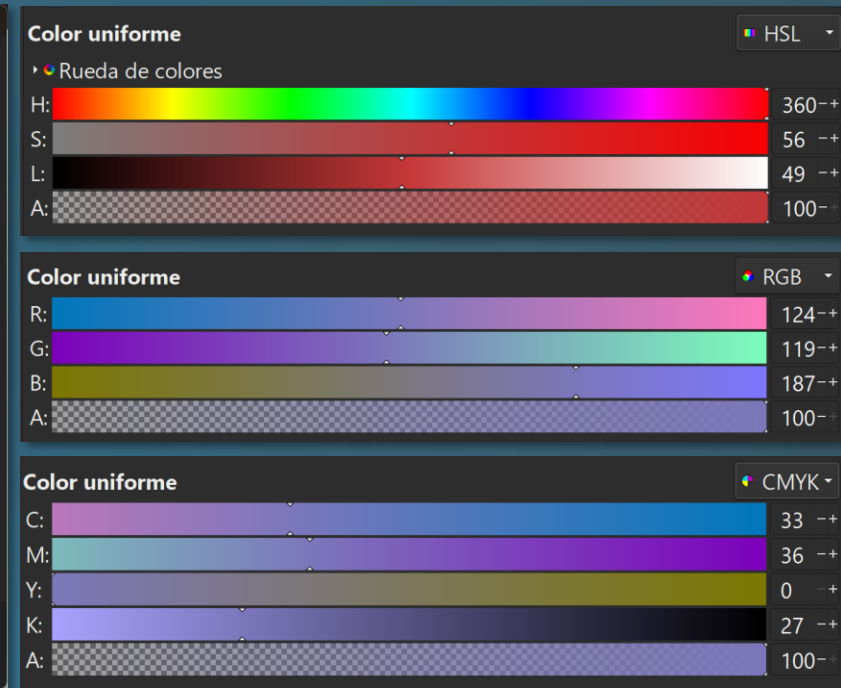 Color uniforme HSL
Rueda de colores
H: 360
S: 56
L: 49
A: 100
Color uniforme RGB
R: 124
G: 119
B: 187
A: 100
Color uniforme CMYK
C: 33
M: 36
Y: 0
K: 27
A: 100